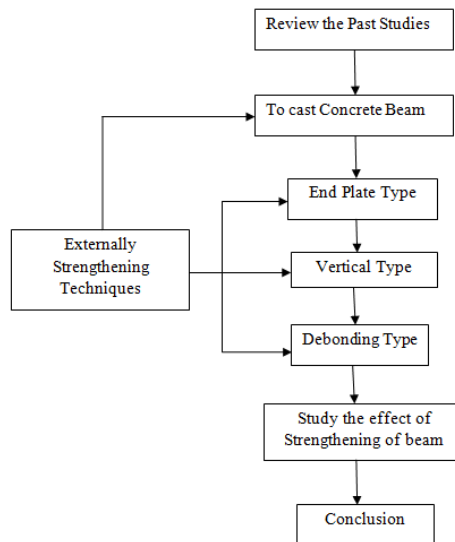 Review the Past Studies
To cast Concrete Beam
End Plate Type
Externally
Strengthening
Techniques
Vertical Type
Debonding Type
Study the effect of
Strengthening of beam
Conclusion